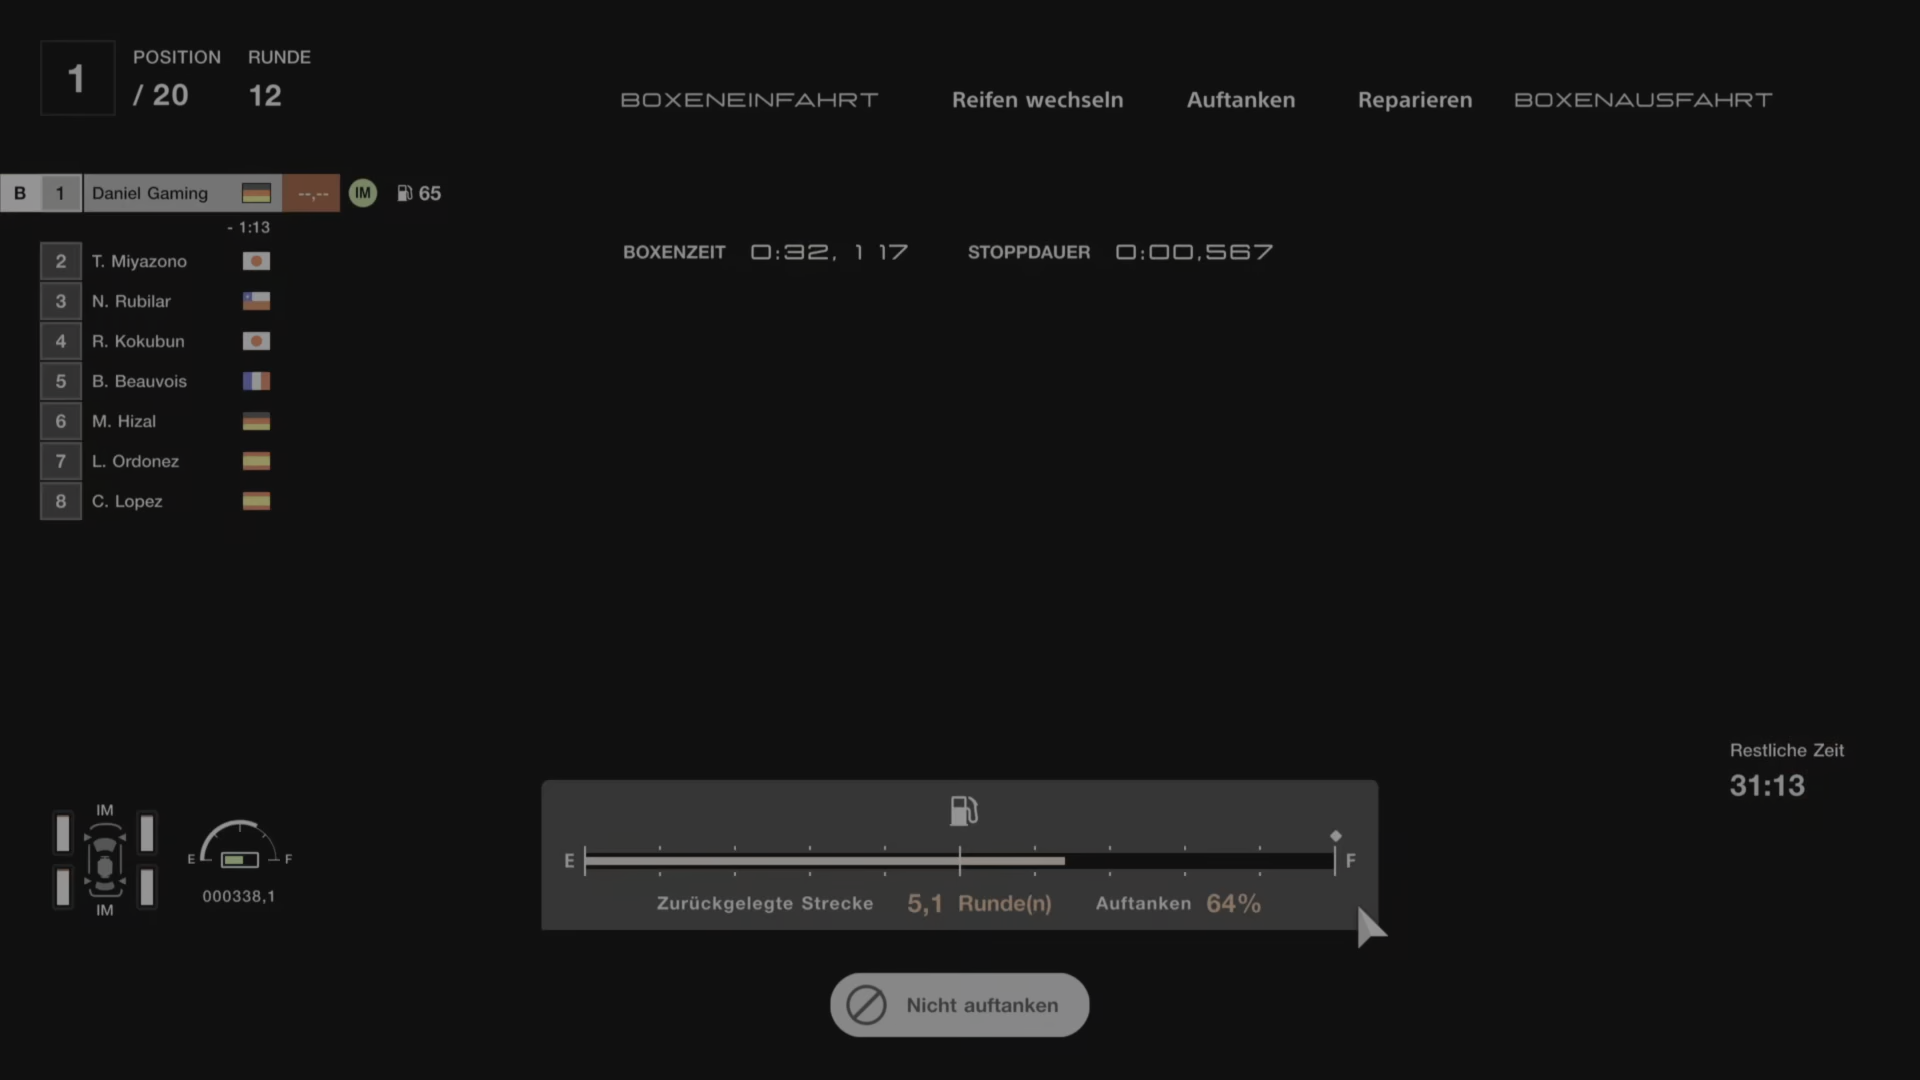 1 POSITION / 20 RUNDE 12
BOXENEINFAHRT Reifen wechseln Auftanken Reparieren BOXENAUSFAHRT
B 1 Daniel Gaming --,-- IM 65
- 1:13
2 T. Miyazono
3 N. Rubilar
4 R. Kokubun
5 B. Beauvois
6 M. Hizal
7 L. Ordonez
8 C. Lopez
BOXENZEIT 0:32,117 STOPPDAUER 0:00,567
Restliche Zeit
31:13
IM
E F
000338,1
IM
E F
Zurückgelegte Strecke 5,1 Runde(n) Auftanken 64%
Nicht auftanken